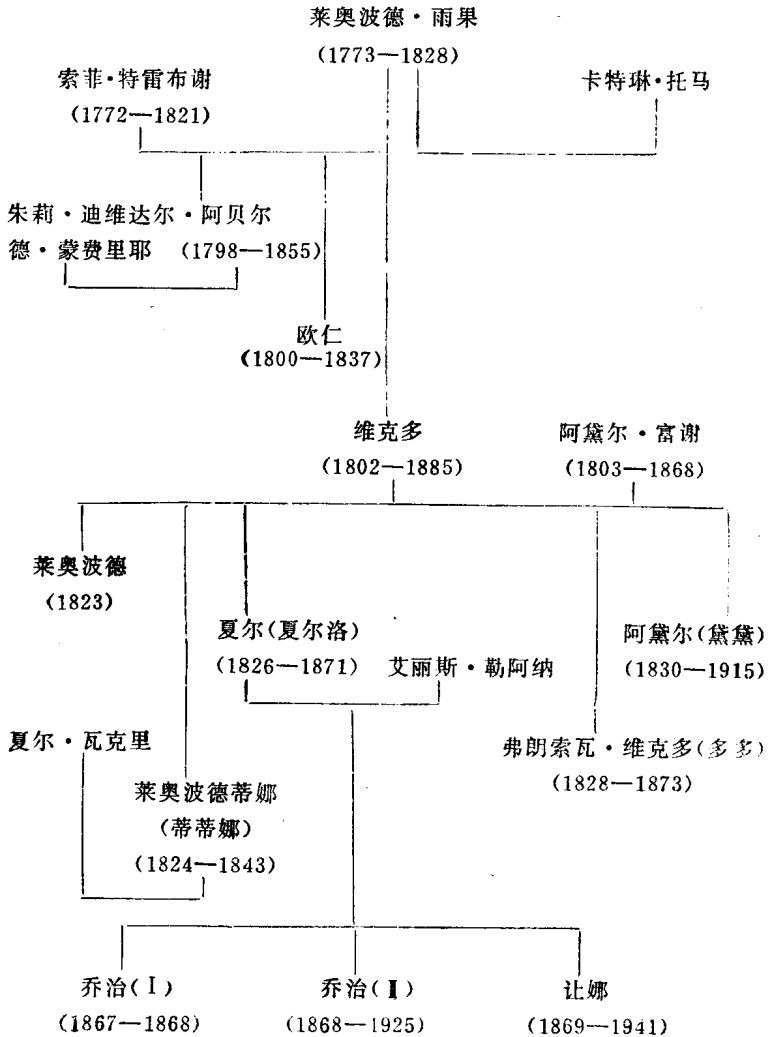 莱奥波德·雨果
(1773—1828)
索菲·特雷布谢
(1772—1821)
卡特琳·托马
朱莉·迪维达尔·阿贝尔
德·蒙费里耶 (1798—1855)
欧仁
(1800—1837)
维克多
(1802—1885)
阿黛尔·富谢
(1803—1868)
莱奥波德
(1823)
夏尔(夏尔洛)
(1826—1871)
艾丽斯·勒阿纳
阿黛尔(黛黛)
(1830—1915)
夏尔·瓦克里
莱奥波德蒂娜
(蒂蒂娜)
(1824—1843)
弗朗索瓦·维克多(多多)
(1828—1873)
乔治(Ⅰ)
(1867—1868)
乔治(Ⅱ)
(1868—1925)
让娜
(1869—1941)